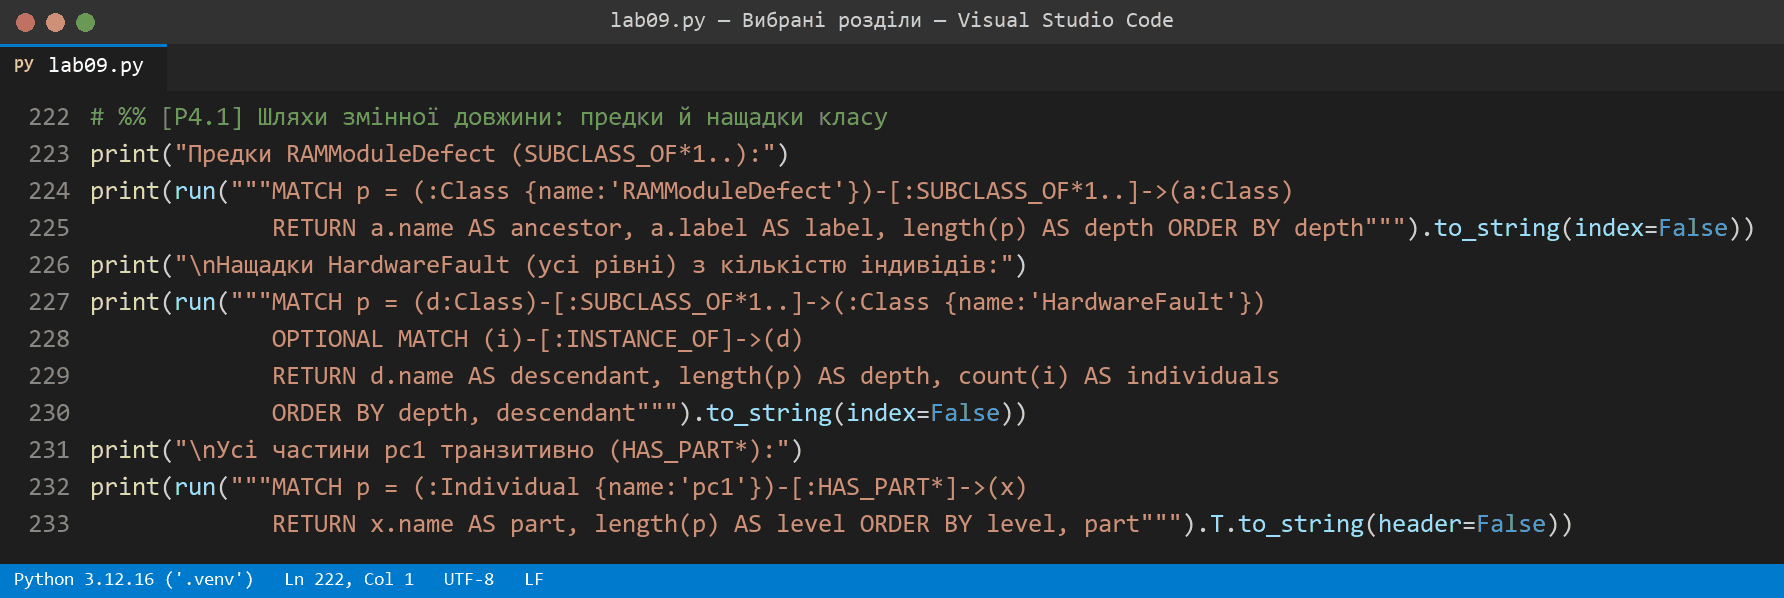 lab09.py — Вибрані розділи — Visual Studio Code
PY lab09.py
222 # %% [P4.1] Шляхи змінної довжини: предки й нащадки класу
223 print("Предки RAMModuleDefect (SUBCLASS_OF*1..):")
224 print(run("""MATCH p = (:Class {name:'RAMModuleDefect'})-[:SUBCLASS_OF*1..]->(a:Class)
225              RETURN a.name AS ancestor, a.label AS label, length(p) AS depth ORDER BY depth""").to_string(index=False))
226 print("\nНащадки HardwareFault (усі рівні) з кількістю індивідів:")
227 print(run("""MATCH p = (d:Class)-[:SUBCLASS_OF*1..]->(:Class {name:'HardwareFault'})
228              OPTIONAL MATCH (i)-[:INSTANCE_OF]->(d)
229              RETURN d.name AS descendant, length(p) AS depth, count(i) AS individuals
230              ORDER BY depth, descendant""").to_string(index=False))
231 print("\nУсі частини pc1 транзитивно (HAS_PART*):")
232 print(run("""MATCH p = (:Individual {name:'pc1'})-[:HAS_PART*]->(x)
233              RETURN x.name AS part, length(p) AS level ORDER BY level, part""").T.to_string(header=False))
Python 3.12.16 ('.venv') Ln 222, Col 1 UTF-8 LF